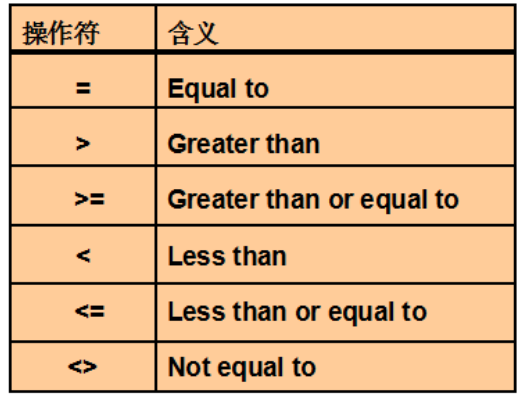 操作符 含义
= Equal to
> Greater than
>= Greater than or equal to
< Less than
<= Less than or equal to
<> Not equal to